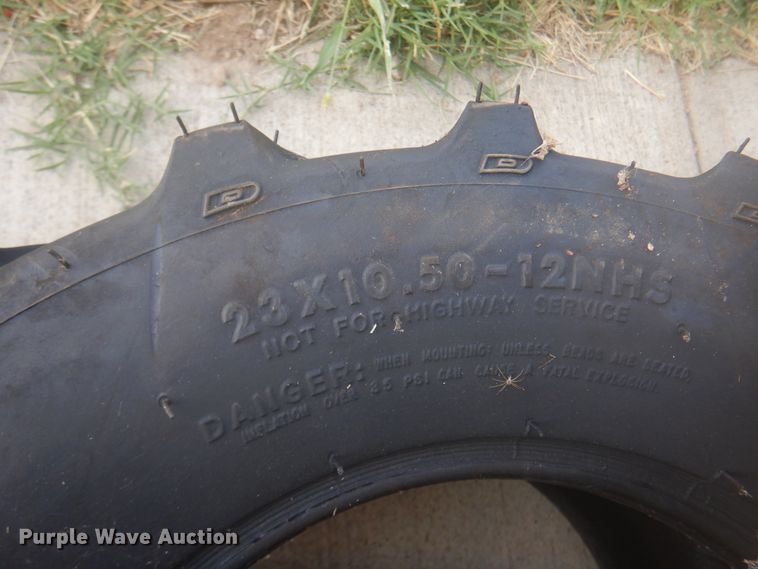 23X10.50-12NHS
NOT FOR HIGHWAY SERVICE
DANGER: WHEN MOUNTING: UNLESS BEADS ARE SEATED,
INFLATION OVER 35 PSI CAN CAUSE A FATAL EXPLOSION.
Purple Wave Auction